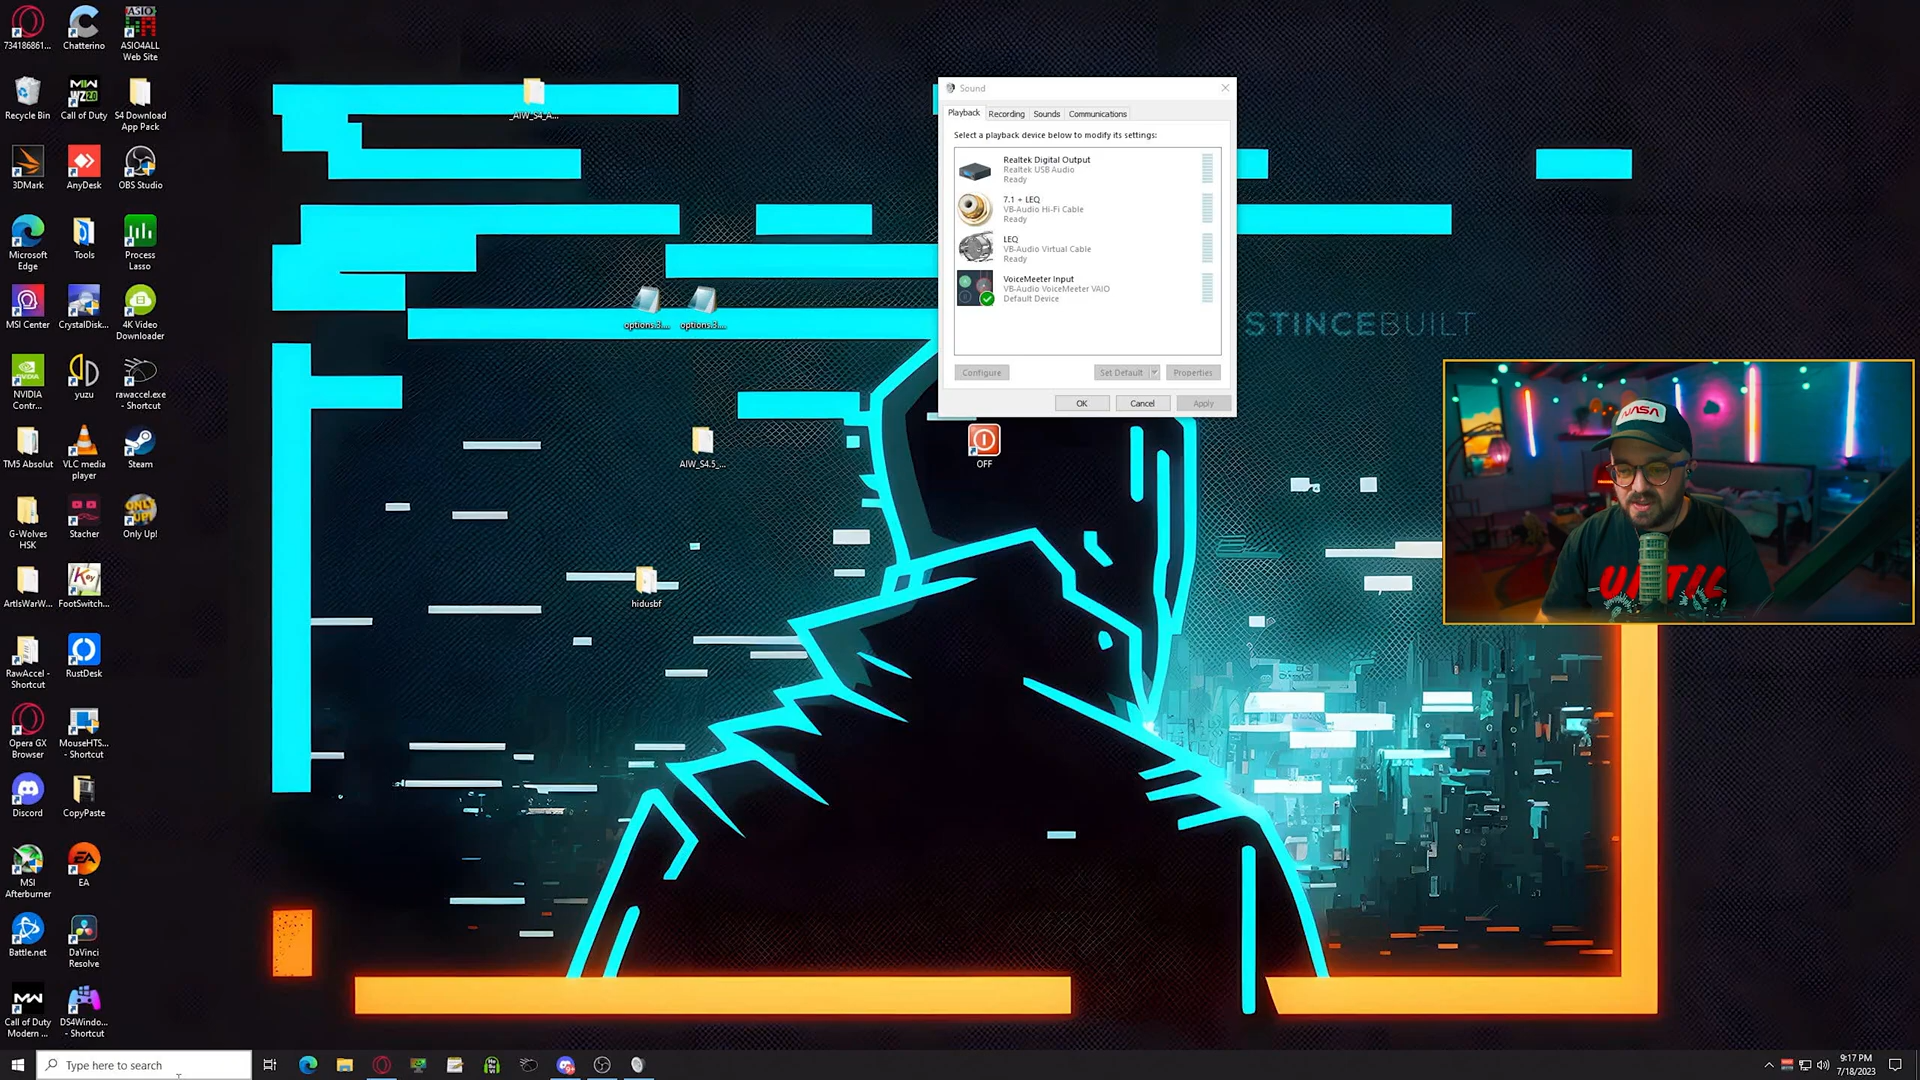 734186861...
Chatterino
ASIO4ALL
Web Site
Recycle Bin
Call of Duty
S4 Download
App Pack
3DMark
AnyDesk
OBS Studio
Microsoft
Edge
Tools
Process
Lasso
MSI Center
CrystalDisk...
4K Video
Downloader
NVIDIA
Contr...
yuzu
rawaccel.exe
- Shortcut
TM5 Absolut
VLC media
player
Steam
G-Wolves
HSK
Stacher
Only Up!
ArtIsWarW...
FootSwitch...
RawAccel -
Shortcut
RustDesk
Opera GX
Browser
MouseHTS...
- Shortcut
Discord
CopyPaste
MSI
Afterburner
EA
Battle.net
DaVinci
Resolve
Call of Duty
Modern ...
DS4Windo...
- Shortcut
_AIW_S4_A...
options.3....
options.3....
AIW_S4.5_...
hidusbf
OFF
Sound
Playback
Recording
Sounds
Communications
Select a playback device below to modify its settings:
Realtek Digital Output
Realtek USB Audio
Ready
7.1 + LEQ
VB-Audio Hi-Fi Cable
Ready
LEQ
VB-Audio Virtual Cable
Ready
VoiceMeeter Input
VB-Audio VoiceMeeter VAIO
Default Device
Configure
Set Default
Properties
OK
Cancel
Apply
STINCEBUILT
NASA
UNTIL
Type here to search
9:17 PM
7/18/2023